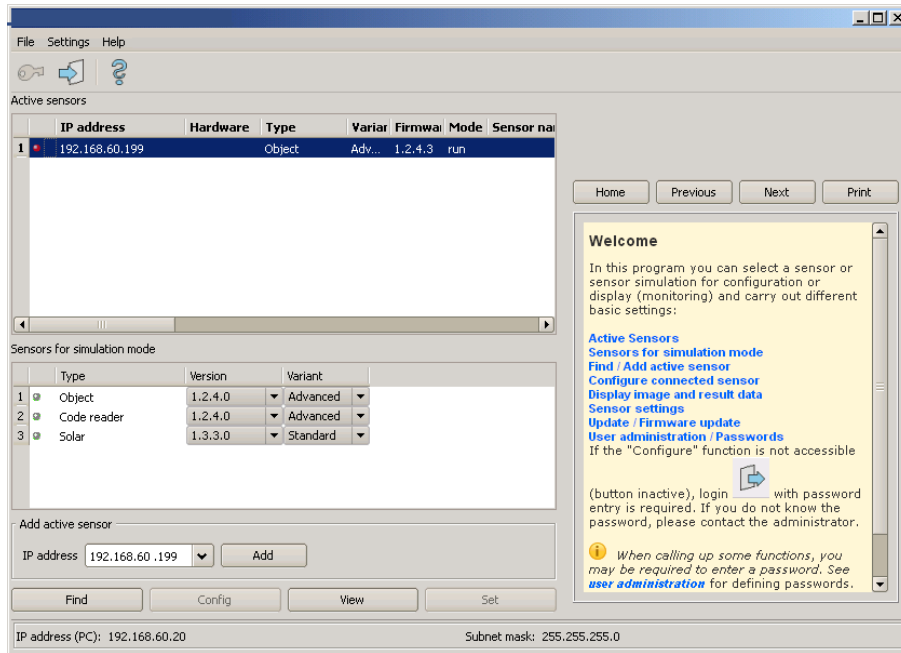 File Settings Help
Active sensors
IP address Hardware Type Variar Firmwai Mode Sensor nai
1 192.168.60.199 Object Adv... 1.2.4.3 run
Sensors for simulation mode
Type Version Variant
1 Object 1.2.4.0 Advanced
2 Code reader 1.2.4.0 Advanced
3 Solar 1.3.3.0 Standard
Add active sensor
IP address 192.168.60 .199 Add
Find Config View Set
Home Previous Next Print
Welcome
In this program you can select a sensor or
sensor simulation for configuration or
display (monitoring) and carry out different
basic settings:
Active Sensors
Sensors for simulation mode
Find / Add active sensor
Configure connected sensor
Display image and result data
Sensor settings
Update / Firmware update
User administration / Passwords
If the "Configure" function is not accessible
(button inactive), login with password
entry is required. If you do not know the
password, please contact the administrator.
When calling up some functions, you
may be required to enter a password. See
user administration for defining passwords.
IP address (PC): 192.168.60.20 Subnet mask: 255.255.255.0